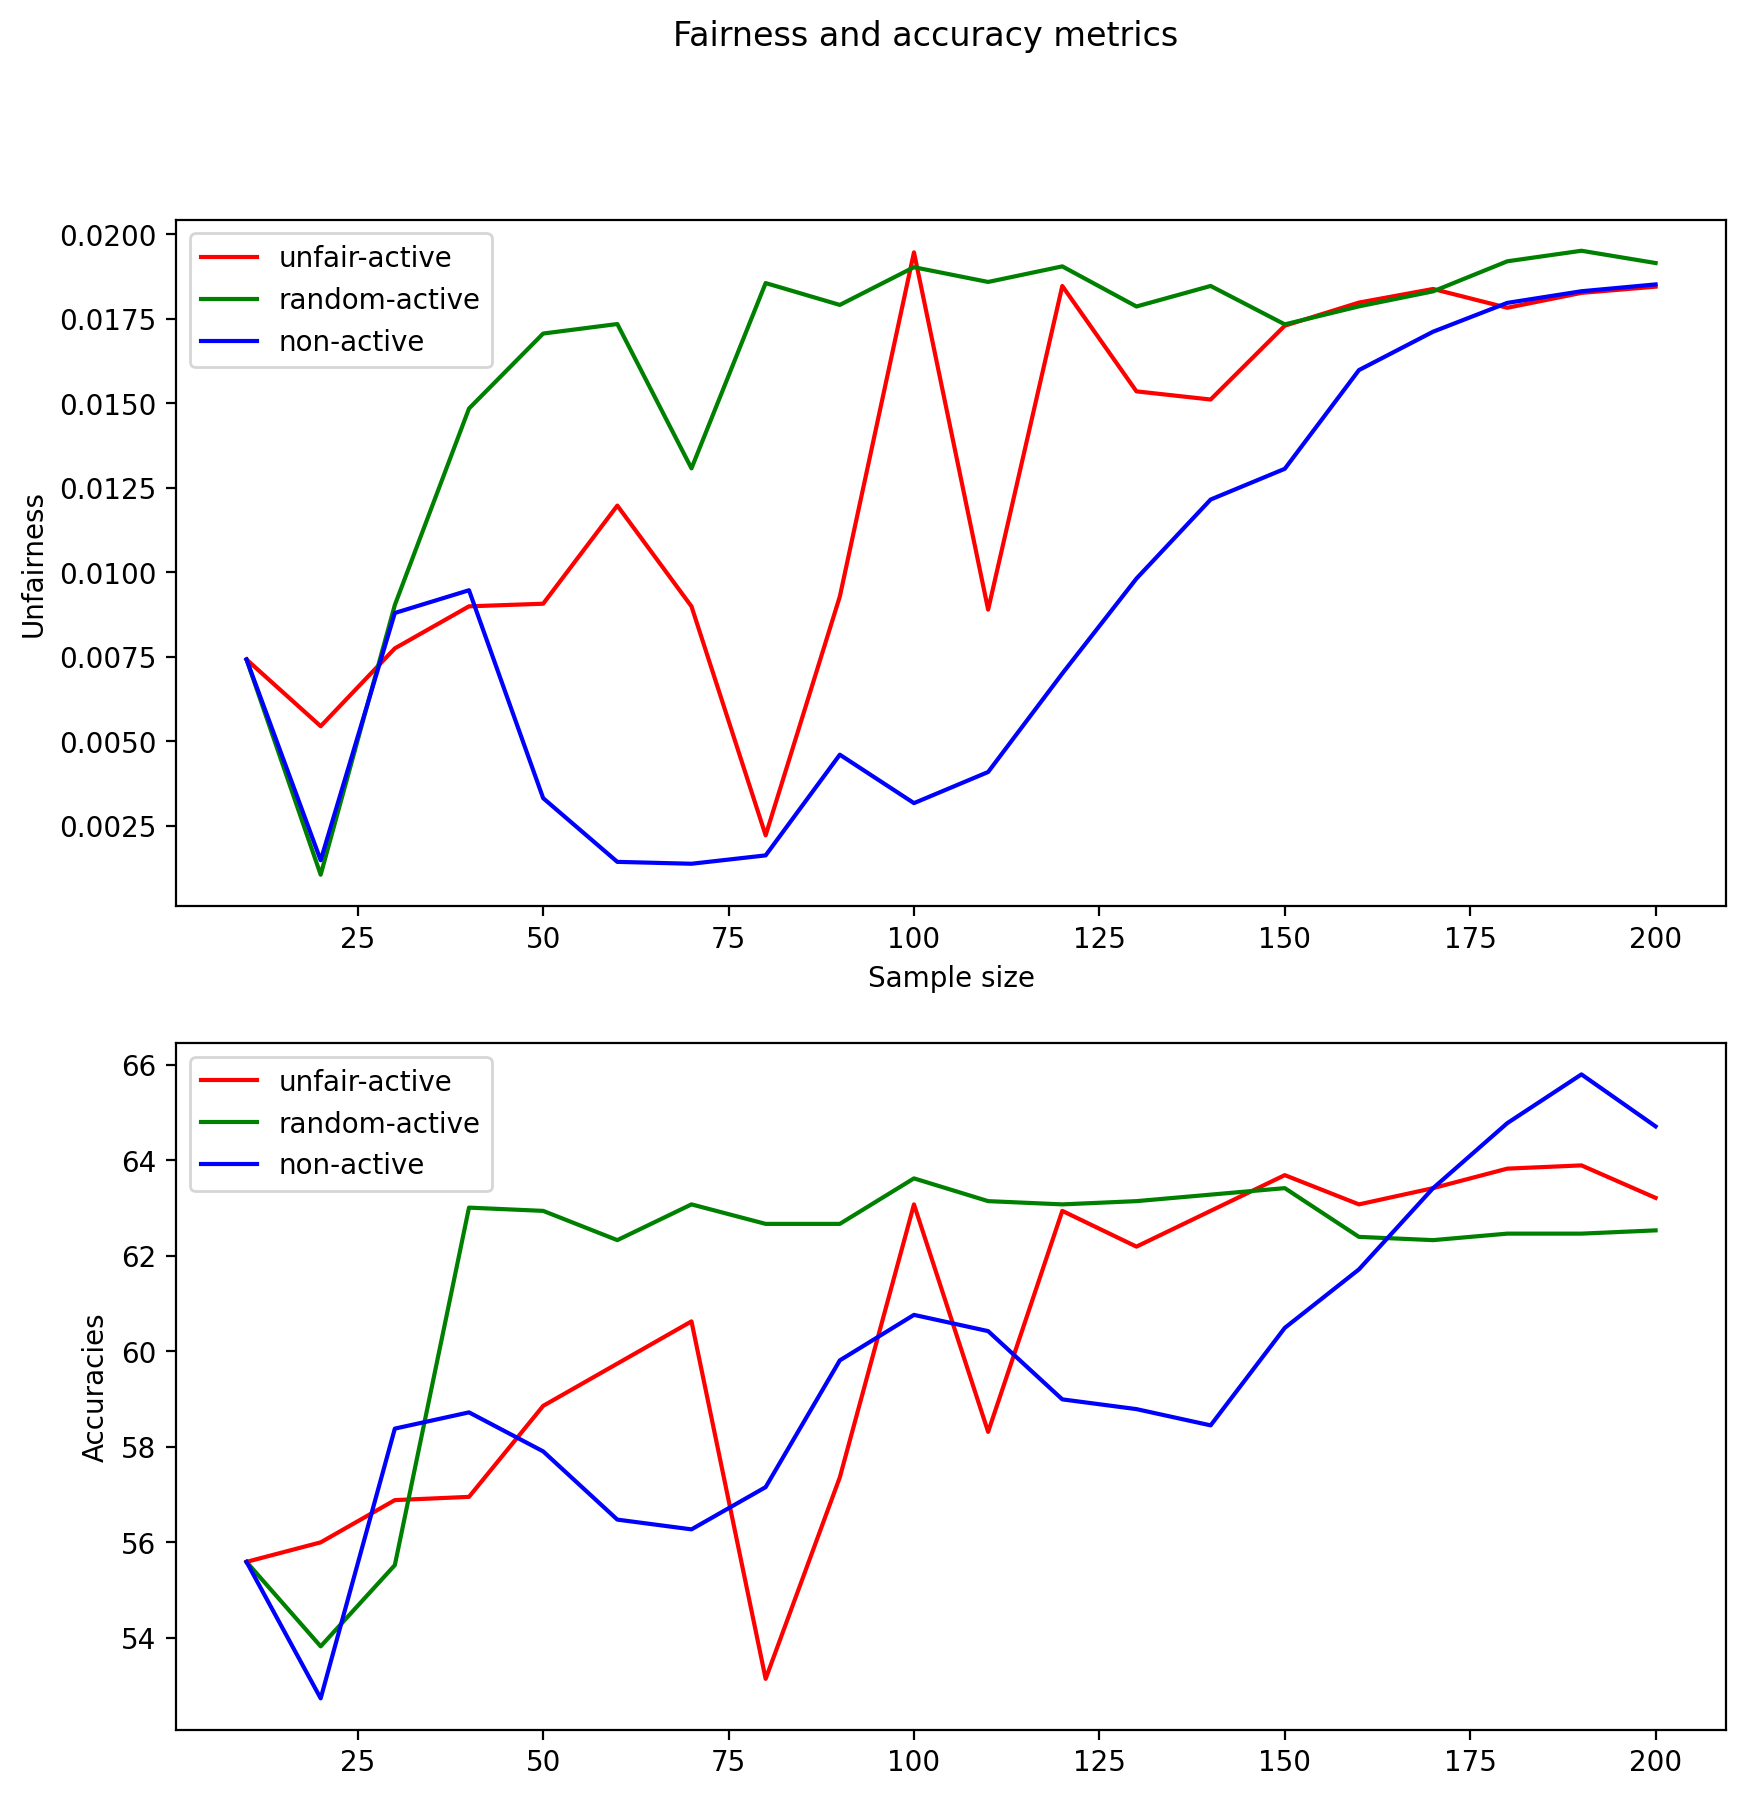 Fairness and accuracy metrics
0.0200
0.0175
0.0150
0.0125
0.0100
0.0075
0.0050
0.0025
Unfairness
unfair-active
random-active
non-active
25 50 75 100 125 150 175 200
Sample size
66
64
62
60
58
56
54
Accuracies
unfair-active
random-active
non-active
25 50 75 100 125 150 175 200